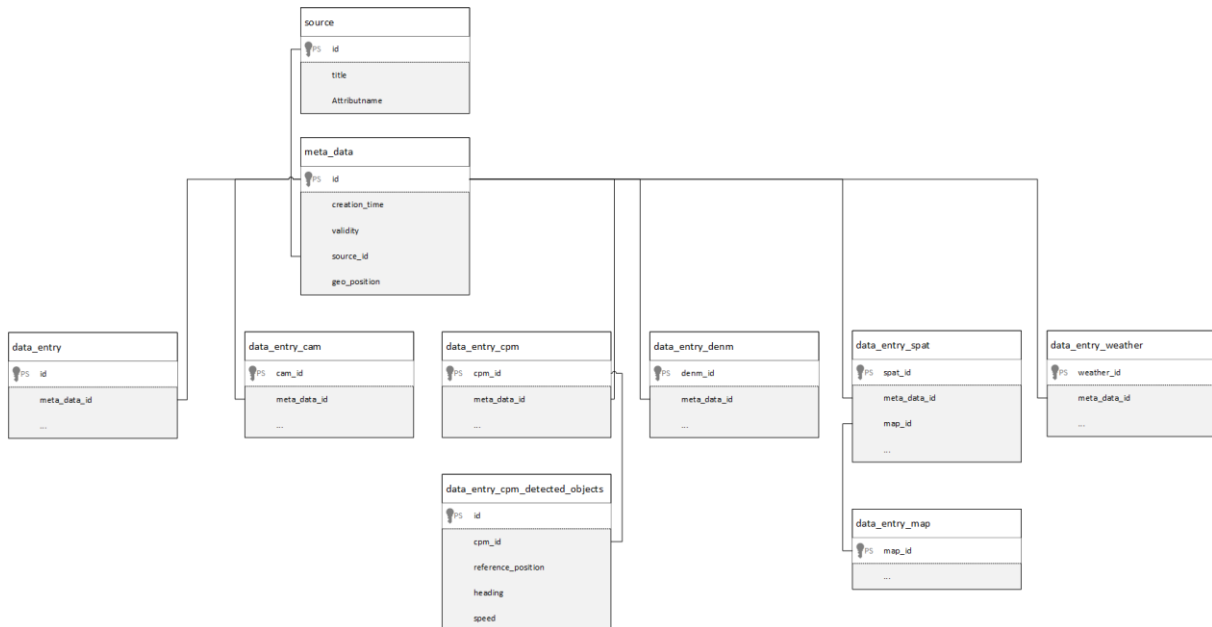 source
PS id
title
Attributname
meta_data
PS id
creation_time
validity
source_id
geo_position
data_entry
PS id
meta_data_id
...
data_entry_cam
PS cam_id
meta_data_id
...
data_entry_cpm
PS cpm_id
meta_data_id
...
data_entry_denm
PS denm_id
meta_data_id
...
data_entry_spat
PS spat_id
meta_data_id
map_id
...
data_entry_weather
PS weather_id
meta_data_id
...
data_entry_cpm_detected_objects
PS id
cpm_id
reference_position
heading
speed
data_entry_map
PS map_id
...